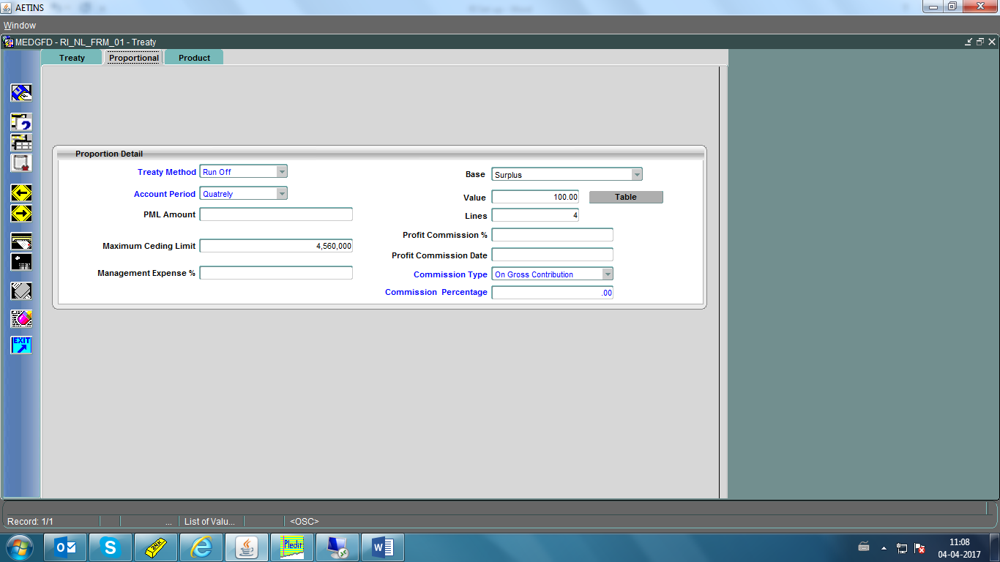 AETINS
Window
MEDGFD - RI_NL_FRM_01 - Treaty
Treaty
Proportional
Product
Proportion Detail
Treaty Method Run Off
Base Surplus
Account Period Quatrely
Value 100.00 Table
PML Amount
Lines 4
Profit Commission %
Maximum Ceding Limit 4,560,000
Profit Commission Date
Management Expense %
Commission Type On Gross Contribution
Commission Percentage .00
EXIT
Record: 1/1 ... List of Valu... <OSC>
Pledit
24K
11:08
04-04-2017